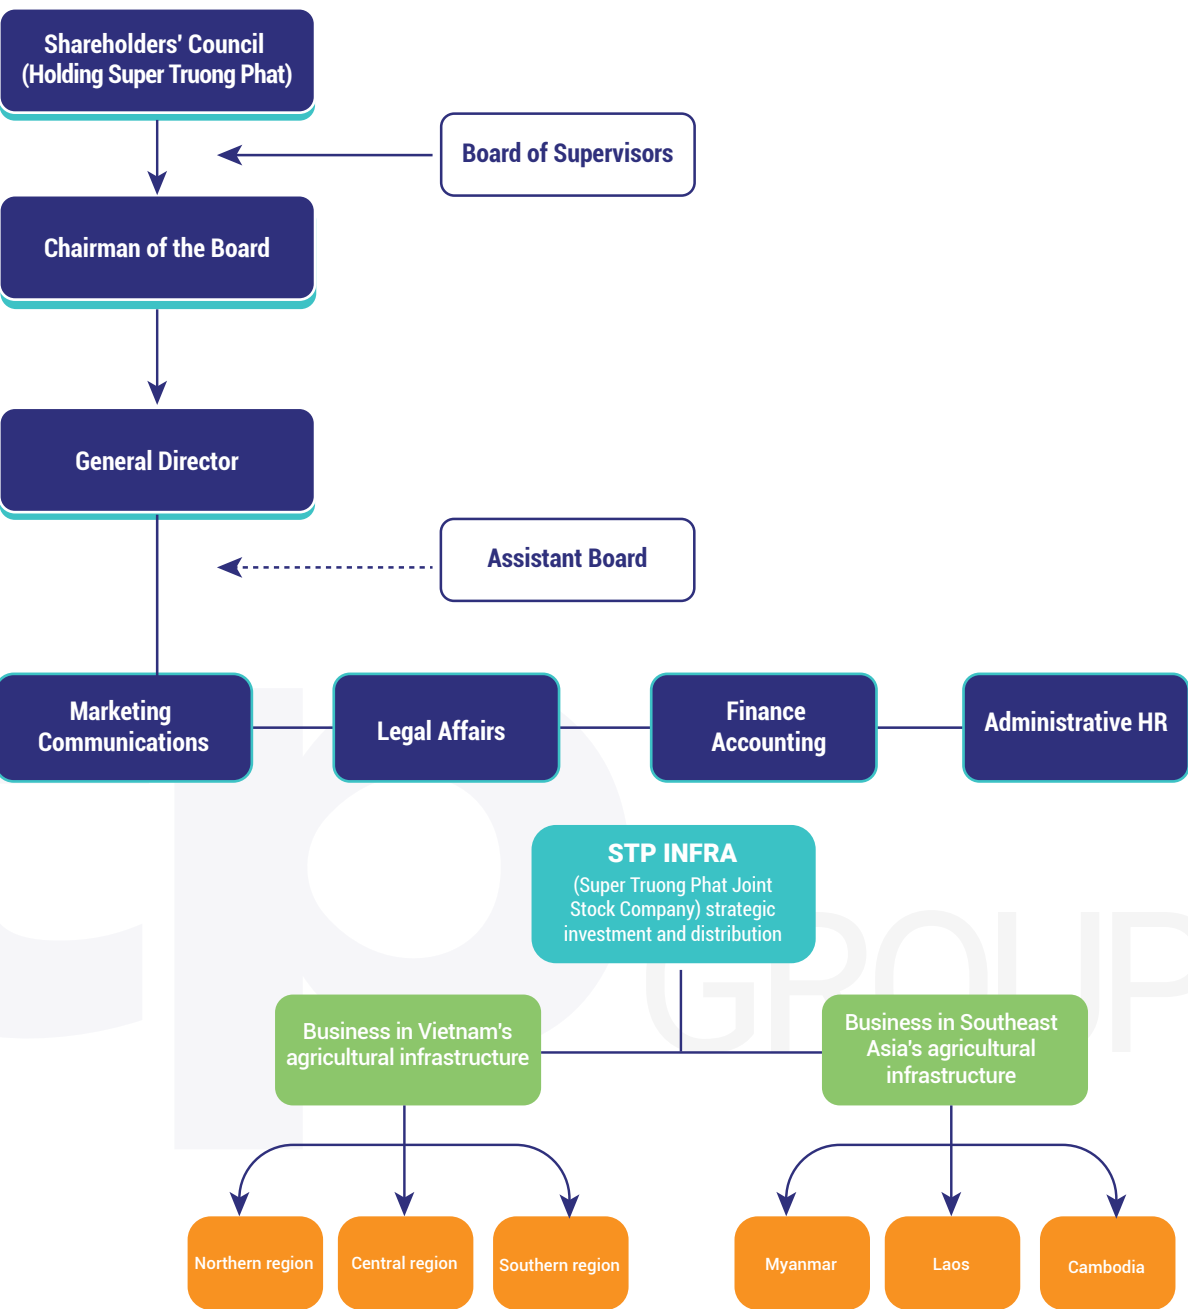 Shareholders' Council
(Holding Super Truong Phat)
Board of Supervisors
Chairman of the Board
General Director
Assistant Board
Marketing
Communications
Legal Affairs
Finance
Accounting
Administrative HR
STP INFRA
(Super Truong Phat Joint
Stock Company) strategic
investment and distribution
GROUP
Business in Vietnam's
agricultural infrastructure
Business in Southeast
Asia's agricultural
infrastructure
Northern region
Central region
Southern region
Myanmar
Laos
Cambodia